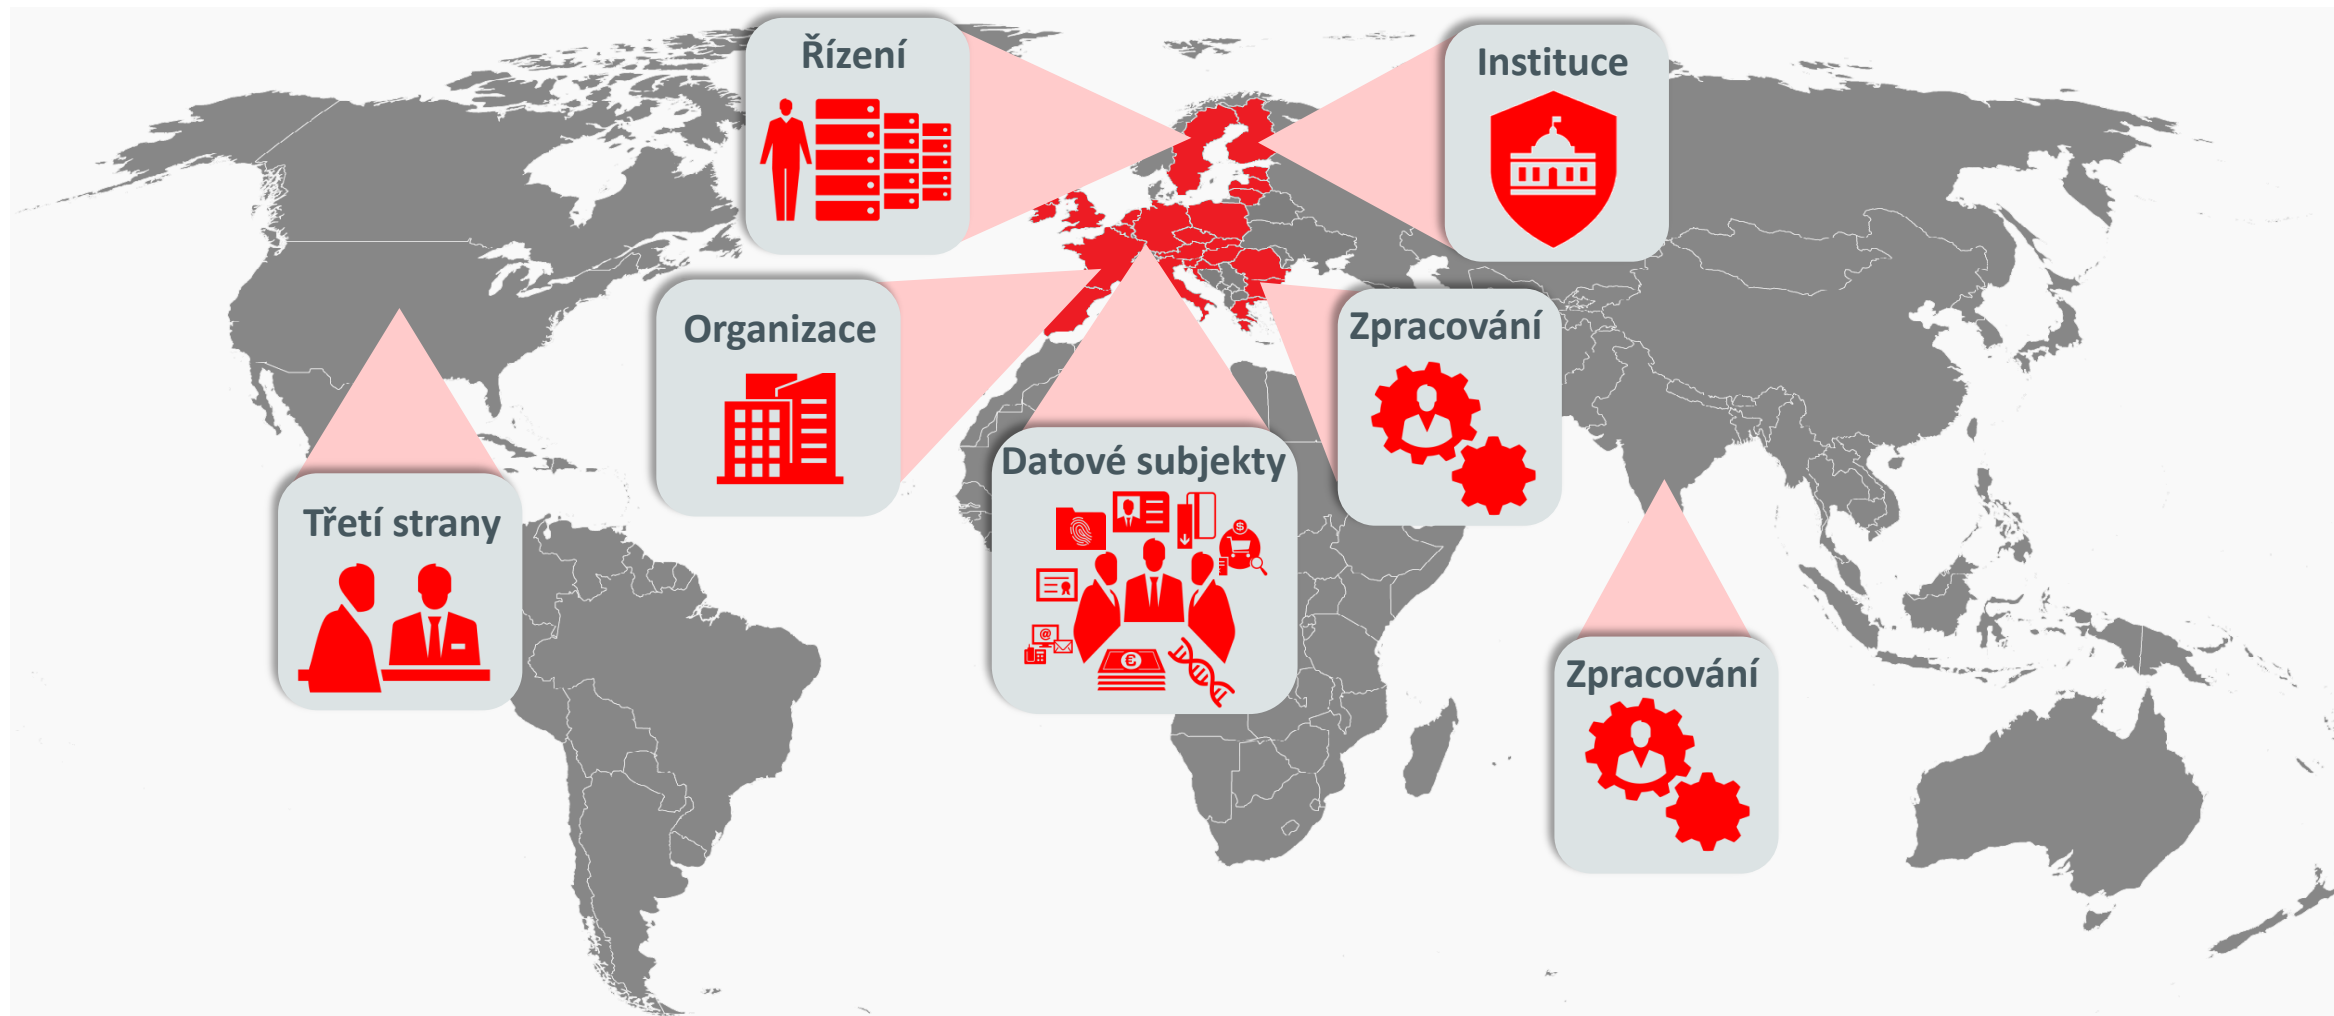 Řízení
Instituce
Organizace
Zpracování
Datové subjekty
Třetí strany
Zpracování
$
@
€